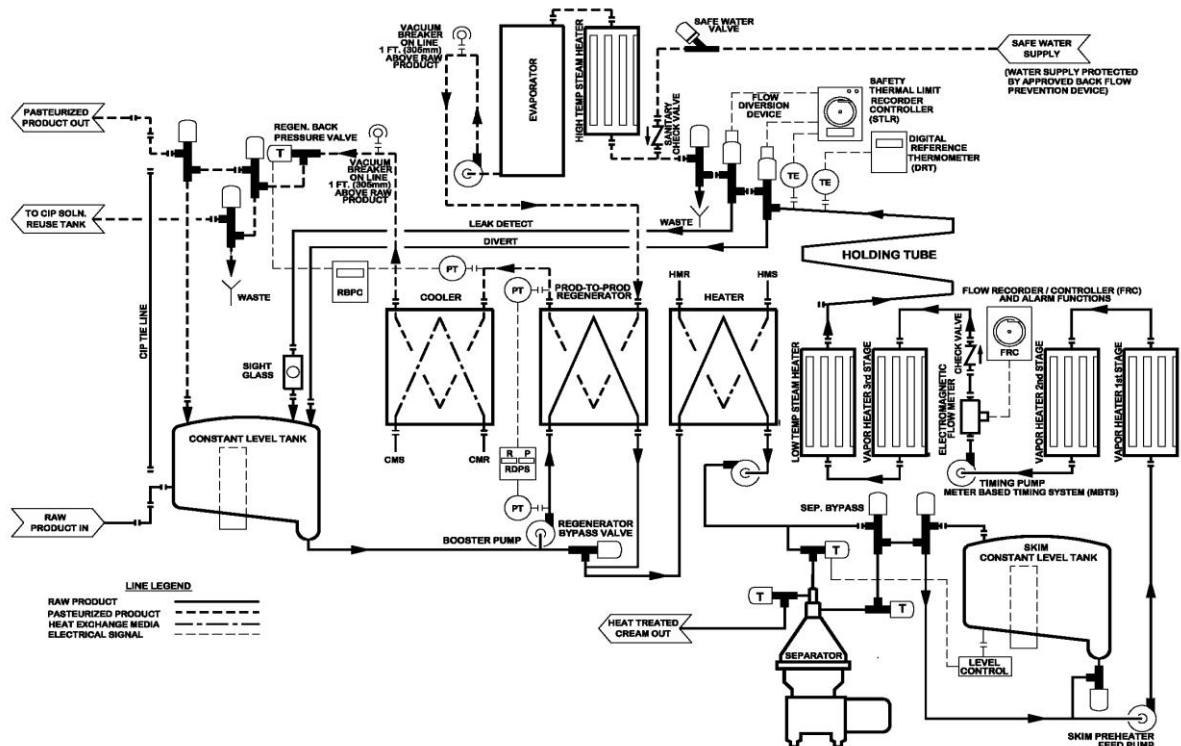 VACUUM
BREAKER
ON LINE
1 FT. (305mm)
ABOVE RAW
PRODUCT
EVAPORATOR
HIGH TEMP STEAM HEATER
SAFE WATER
VALVE
SAFE WATER
SUPPLY
(WATER SUPPLY PROTECTED
BY APPROVED BACK FLOW
PREVENTION DEVICE)
SANITARY
CHECK VALVE
FLOW
DIVERSION
DEVICE
SAFETY
THERMAL LIMIT
RECORDER
CONTROLLER
(STLR)
DIGITAL
REFERENCE
THERMOMETER
(DRT)
TE
TE
PASTEURIZED
PRODUCT OUT
REGEN. BACK
PRESSURE VALVE
T
VACUUM
BREAKER
ON LINE
1 FT. (305mm)
ABOVE RAW
PRODUCT
TO CIP SOLN.
REUSE TANK
WASTE
WASTE
LEAK DETECT
DIVERT
HOLDING TUBE
RBPC
PT
PT
COOLER
PROD-TO-PROD
REGENERATOR
HMR
HMS
HEATER
FLOW RECORDER / CONTROLLER (FRC)
AND ALARM FUNCTIONS
FRC
CIP TIE LINE
SIGHT
GLASS
LOW TEMP STEAM HEATER
VAPOR HEATER 3rd STAGE
CHECK VALVE
ELECTROMAGNETIC
FLOW METER
VAPOR HEATER 2nd STAGE
VAPOR HEATER 1st STAGE
CONSTANT LEVEL TANK
CMS
CMR
R P
RDPS
PT
TIMING PUMP
METER BASED TIMING SYSTEM (MBTS)
RAW
PRODUCT IN
BOOSTER PUMP
REGENERATOR
BYPASS VALVE
SEP. BYPASS
SKIM
CONSTANT LEVEL TANK
T
T
T
LINE LEGEND
RAW PRODUCT
PASTEURIZED PRODUCT
HEAT EXCHANGE MEDIA
ELECTRICAL SIGNAL
HEAT TREATED
CREAM OUT
SEPARATOR
LEVEL
CONTROL
SKIM PREHEATER
FEED PUMP